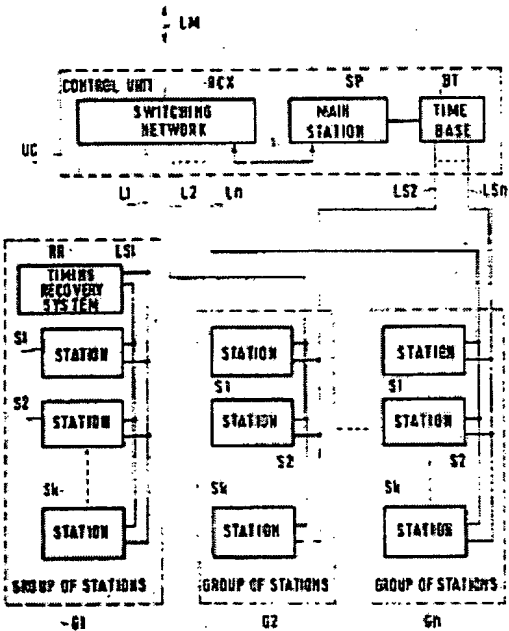 LM
CONTROL UNIT RCX SP BT
SWITCHING NETWORK
MAIN STATION
TIME BASE
UC
L1 L2 Ln LS2 LSn
RR LS1
TIMING RECOVERY SYSTEM
S1 STATION
STATION
STATION
S1
S1
S2 STATION
STATION
STATION
S2
S2
Sk
Sk
Sk
STATION
STATION
STATION
GROUP OF STATIONS
GROUP OF STATIONS
GROUP OF STATIONS
G1
G2
Gn